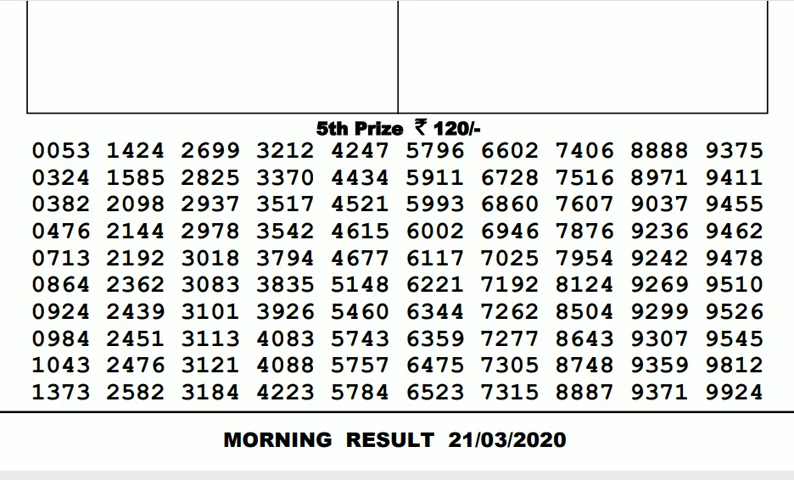 5th Prize ₹ 120/-
0053 1424 2699 3212 4247 5796 6602 7406 8888 9375
0324 1585 2825 3370 4434 5911 6728 7516 8971 9411
0382 2098 2937 3517 4521 5993 6860 7607 9037 9455
0476 2144 2978 3542 4615 6002 6946 7876 9236 9462
0713 2192 3018 3794 4677 6117 7025 7954 9242 9478
0864 2362 3083 3835 5148 6221 7192 8124 9269 9510
0924 2439 3101 3926 5460 6344 7262 8504 9299 9526
0984 2451 3113 4083 5743 6359 7277 8643 9307 9545
1043 2476 3121 4088 5757 6475 7305 8748 9359 9812
1373 2582 3184 4223 5784 6523 7315 8887 9371 9924
MORNING RESULT 21/03/2020